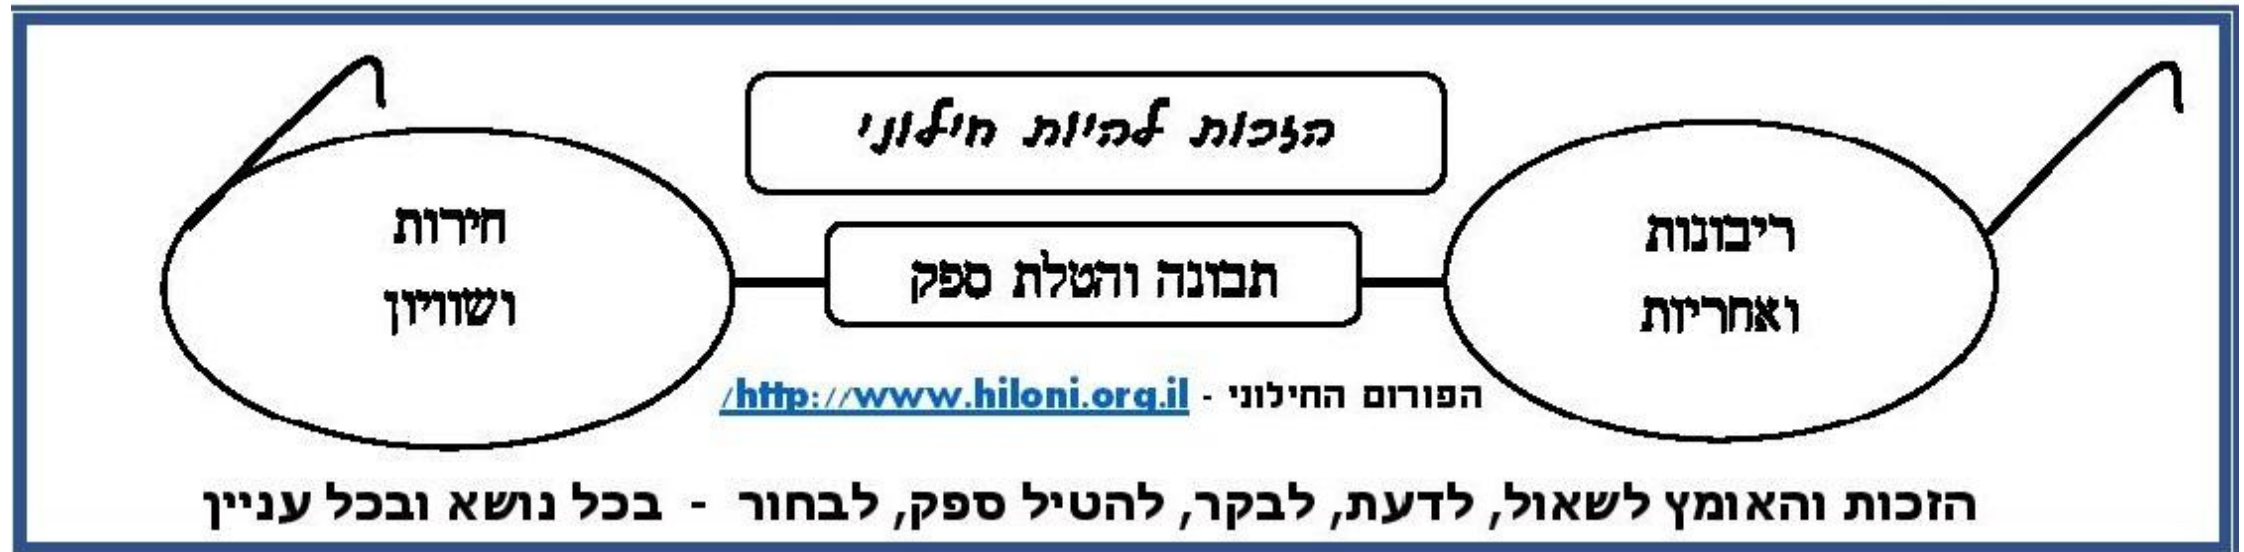 הזכות להיות חילוני
ריבונות
ואחריות
תבונה והטלת ספק
חירות
ושוויון
הפורום החילוני - http://www.hiloni.org.il/
הזכות והאומץ לשאול, לדעת, לבקר, להטיל ספק, לבחור - בכל נושא ובכל עניין